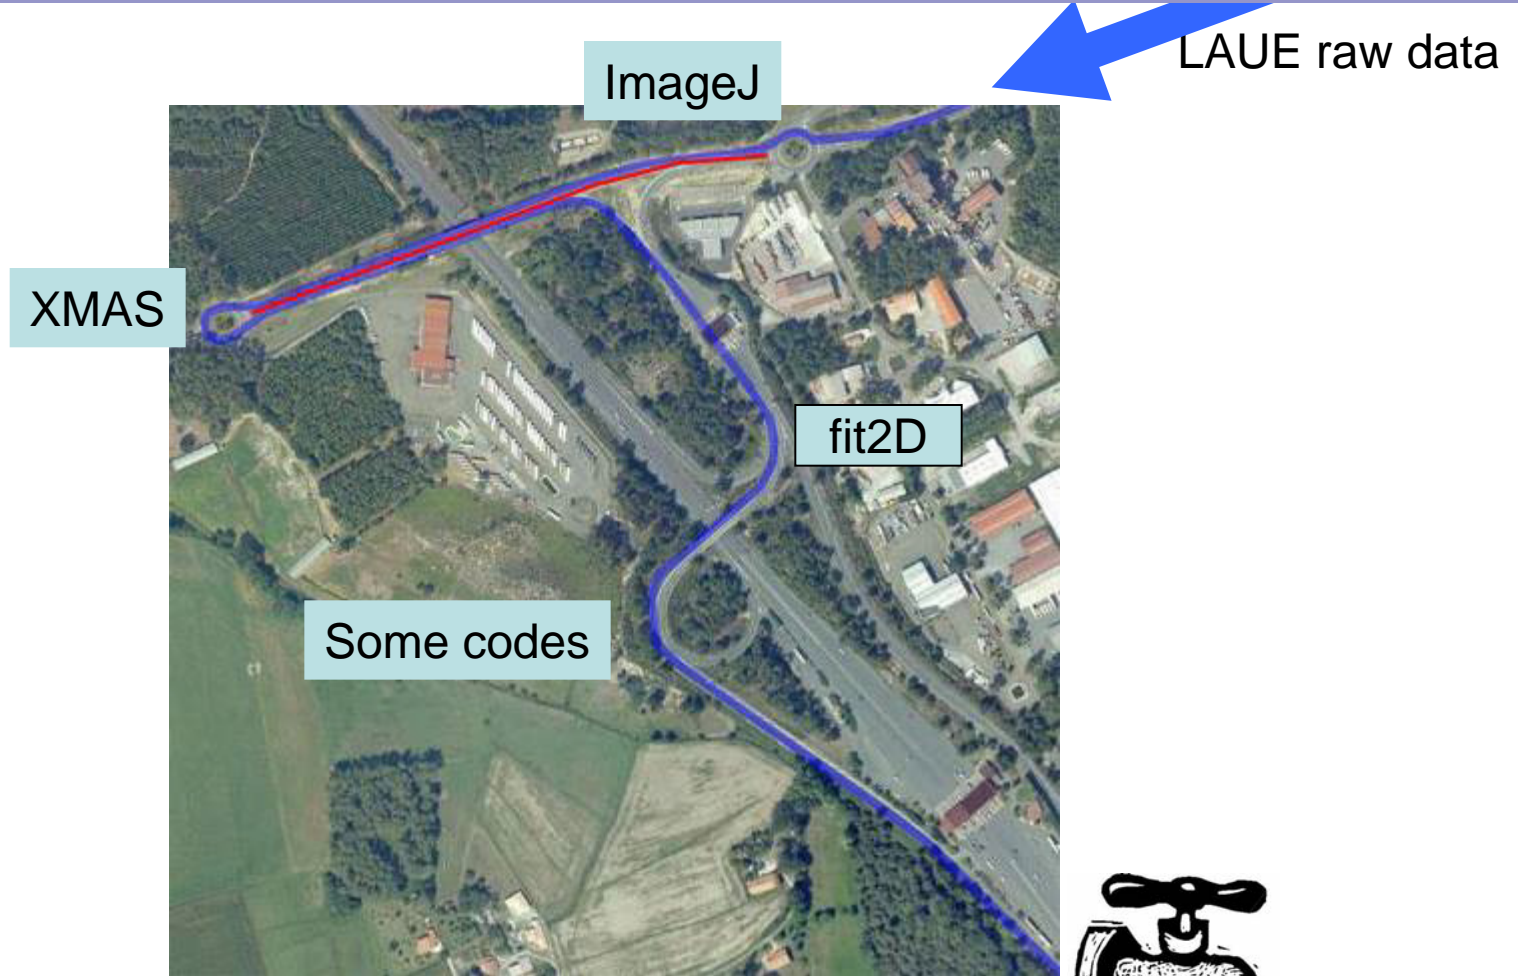 LAUE raw data
ImageJ
XMAS
fit2D
Some codes